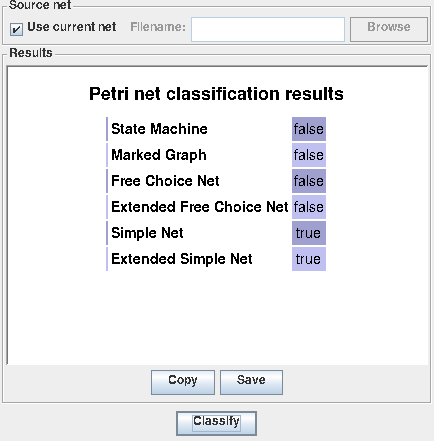 Source net
Use current net Filename: Browse
Results
Petri net classification results
State Machine false
Marked Graph false
Free Choice Net false
Extended Free Choice Net false
Simple Net true
Extended Simple Net true
Copy Save
Classify